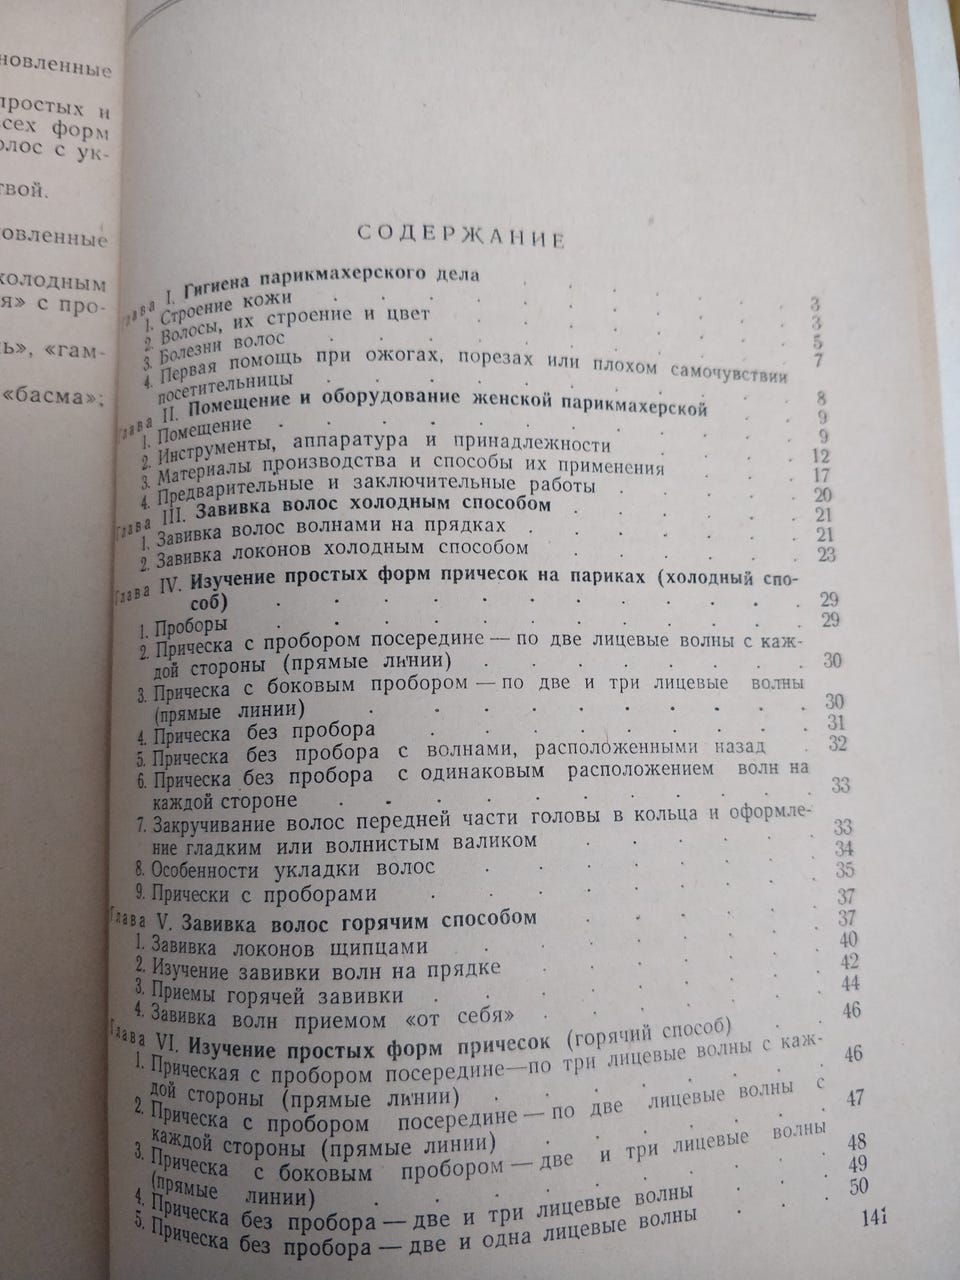 новленные
простых и
сех форм
олос с ук-
твой.
овленные
холодным
я» с про-
ь», «гам-
«басма»;
СОДЕРЖАНИЕ
Глава I. Гигиена парикмахерского дела 3
1. Строение кожи 3
2. Волосы, их строение и цвет 5
3. Болезни волос 7
4. Первая помощь при ожогах, порезах или плохом самочувствии
посетительницы 8
Глава II. Помещение и оборудование женской парикмахерской 9
1. Помещение 9
2. Инструменты, аппаратура и принадлежности 12
3. Материалы производства и способы их применения 17
4. Предварительные и заключительные работы 20
Глава III. Завивка волос холодным способом 21
1. Завивка волос волнами на прядках 21
2. Завивка локонов холодным способом 23
Глава IV. Изучение простых форм причесок на париках (холодный спо-
соб) 29
1. Проборы 29
2. Прическа с пробором посередине — по две лицевые волны с каж-
дой стороны (прямые линии) 30
3. Прическа с боковым пробором — по две и три лицевые волны
(прямые линии) 30
4. Прическа без пробора 31
5. Прическа без пробора с волнами, расположенными назад 32
6. Прическа без пробора с одинаковым расположением волн на
каждой стороне 33
7. Закручивание волос передней части головы в кольца и оформле-
ние гладким или волнистым валиком 33
8. Особенности укладки волос 34
9. Прически с проборами 35
Глава V. Завивка волос горячим способом 37
1. Завивка локонов щипцами 37
2. Изучение завивки волн на прядке 40
3. Приемы горячей завивки 42
4. Завивка волн приемом «от себя» 44
Глава VI. Изучение простых форм причесок (горячий способ) 46
1. Прическая с пробором посередине—по три лицевые волны с каж-
дой стороны (прямые линии) 46
2. Прическа с пробором посередине — по две лицевые волны с
каждой стороны (прямые линии) 47
3. Прическа с боковым пробором — две и три лицевые волны
(прямые линии) 48
4. Прическа без пробора — две и три лицевые волны 49
5. Прическа без пробора — две и одна лицевые волны 50
141